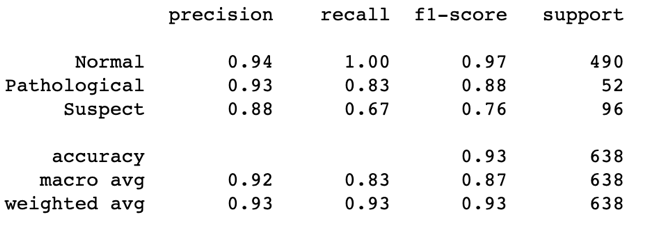 precision recall f1-score support
Normal 0.94 1.00 0.97 490
Pathological 0.93 0.83 0.88 52
Suspect 0.88 0.67 0.76 96
accuracy 0.93 638
macro avg 0.92 0.83 0.87 638
weighted avg 0.93 0.93 0.93 638